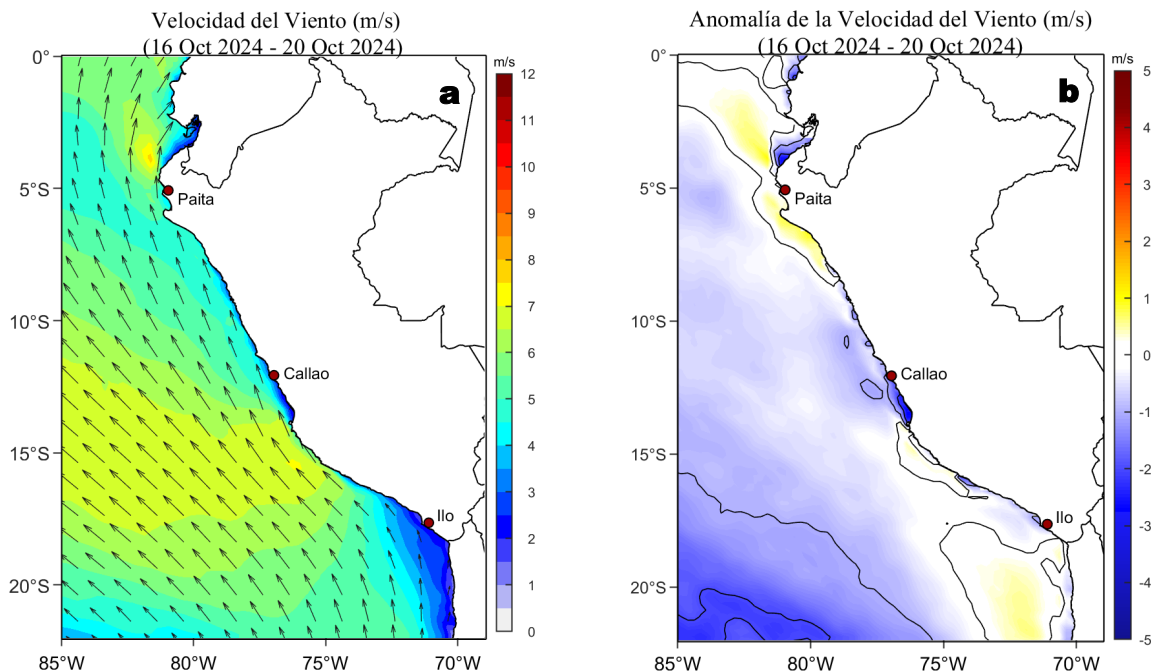 Velocidad del Viento (m/s)
(16 Oct 2024 - 20 Oct 2024)
a
m/s
12
11
10
9
8
7
6
5
4
3
2
1
0
0°
5°S
10°S
15°S
20°S
85°W
80°W
75°W
70°W
Paita
Callao
Ilo
Anomalía de la Velocidad del Viento (m/s)
(16 Oct 2024 - 20 Oct 2024)
b
m/s
5
4
3
2
1
0
-1
-2
-3
-4
-5
0°
5°S
10°S
15°S
20°S
85°W
80°W
75°W
70°W
Paita
Callao
Ilo